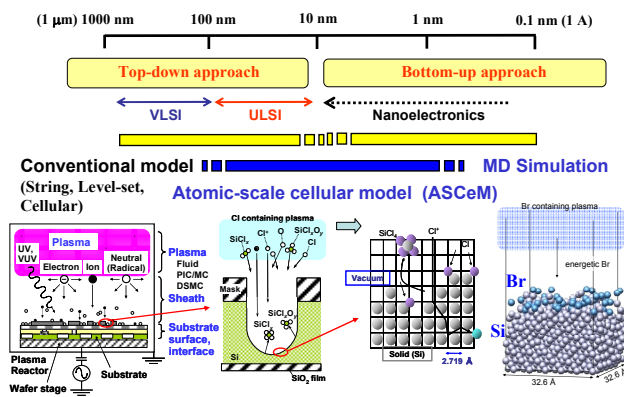 (1 μm) 1000 nm 100 nm 10 nm 1 nm 0.1 nm (1 A)
Top-down approach
Bottom-up approach
VLSI
ULSI
Nanoelectronics
Conventional model
MD Simulation
(String, Level-set,
Cellular)
Atomic-scale cellular model (ASCeM)
Plasma
UV,
VUV
Electron
Ion
Neutral
(Radical)
Plasma
Fluid
PIC/MC
DSMC
Sheath
Substrate
surface,
interface
Plasma
Reactor
Substrate
Wafer stage
Cl containing plasma
SiClx
Cl+
O
SiClxOy
Cl
Mask
SiClx
SiClxOy
Si
SiO2 film
SiCl4
Cl+
Cl
Vacuum
Solid (Si)
2.719 Å
Br containing plasma
energetic Br
Br
Si
32.6 Å
32.6 Å